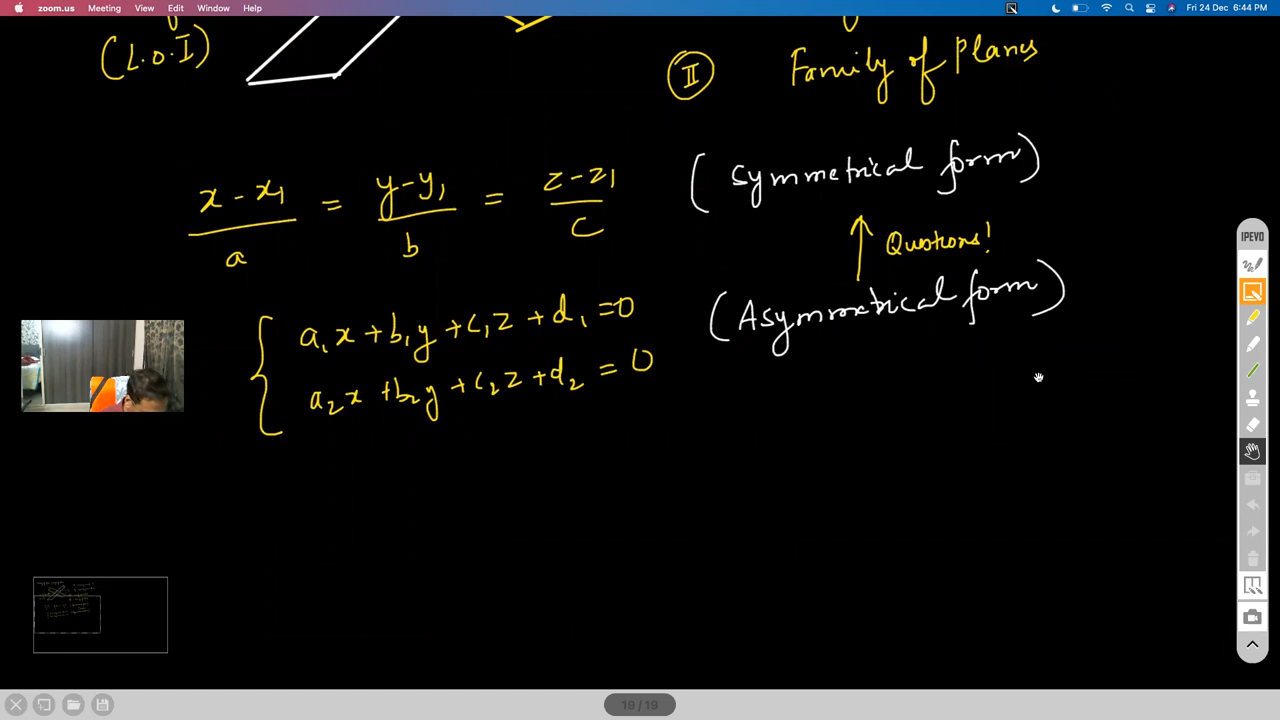 zoom.us Meeting View Edit Window Help Fri 24 Dec 6:44 PM
(L.O.I)
II Family of Planes
(Symmetrical form)
x - x₁ / a = y - y₁ / b = z - z₁ / c
Questions!
(Asymmetrical form)
a₁x + b₁y + c₁z + d₁ = 0
a₂x + b₂y + c₂z + d₂ = 0
IPEVO
19 / 19